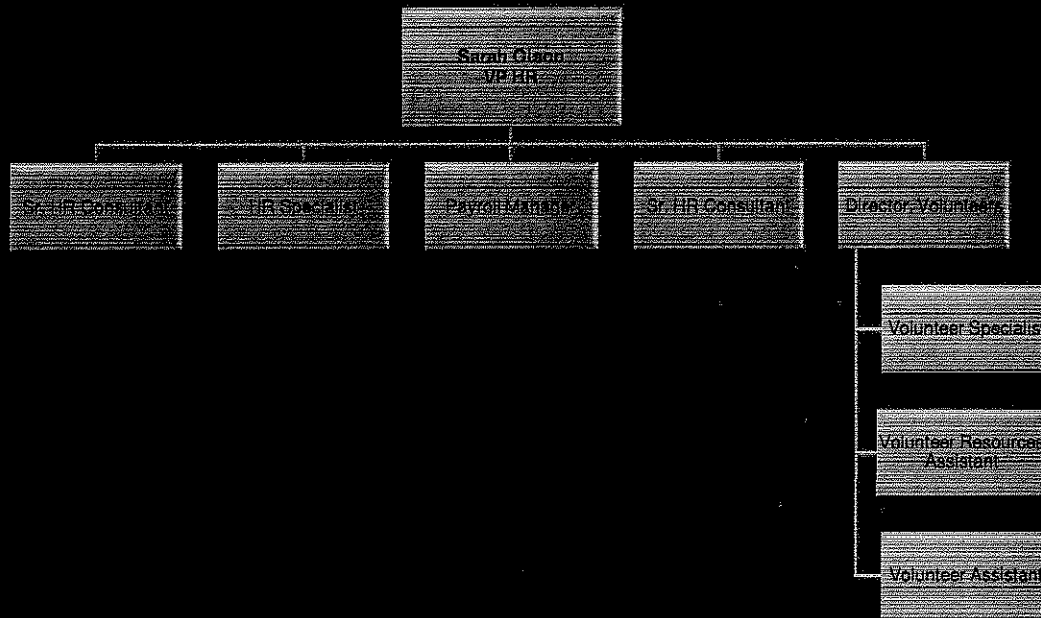 Sarah Olson
VP HR
Sr. HR Consultant
HR Specialist
Payroll Manager
Sr. HR Consultant
Director Volunteers
Volunteer Specialist
Volunteer Resources
Assistant
Volunteer Assistant